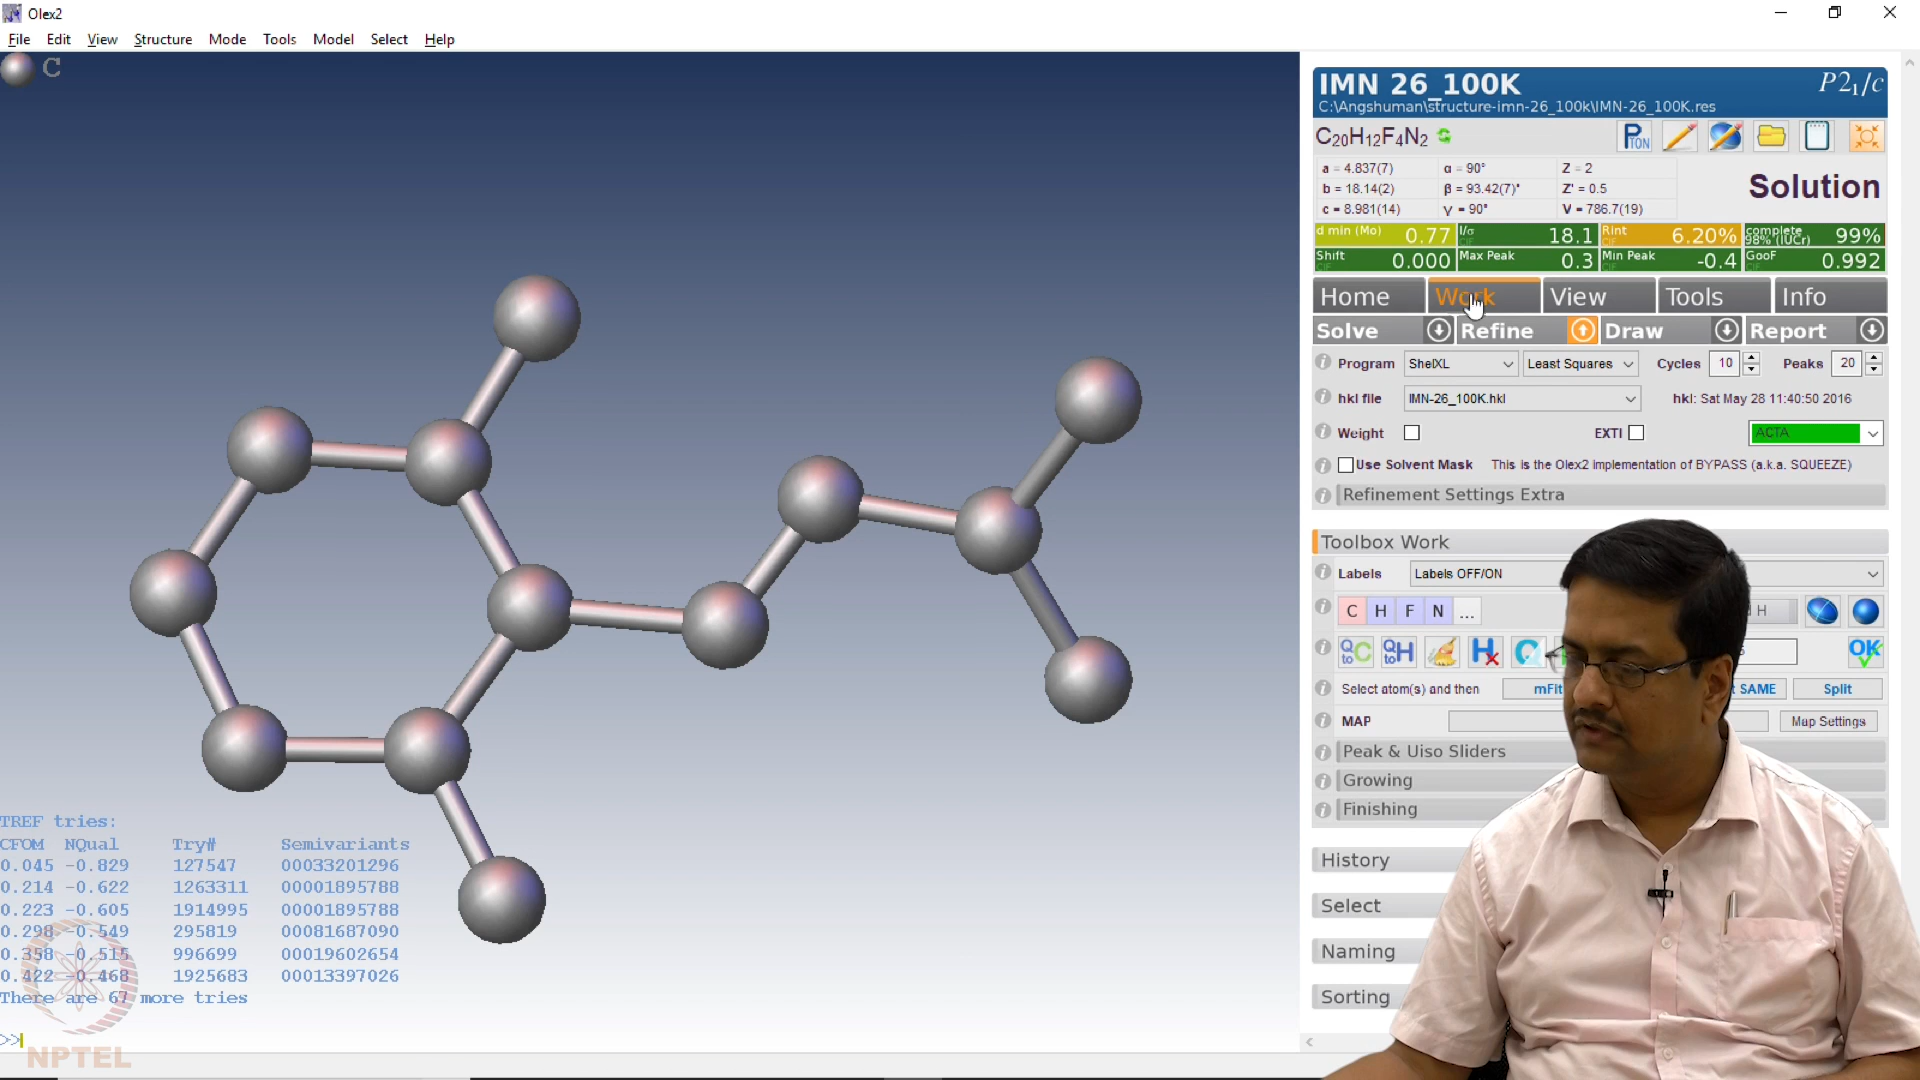 Olex2
File Edit View Structure Mode Tools Model Select Help
C
IMN 26_100K P2₁/c
C:\Angshuman\structure-imn-26_100k\IMN-26_100K.res
C₂₀H₁₂F₄N₂ PTON
a = 4.837(7) α = 90° Z = 2
b = 18.14(2) β = 93.42(7)° Z' = 0.5
c = 8.981(14) γ = 90° V = 786.7(19)
Solution
d min (Mo) 0.77 I/σ 18.1 Rint 6.20% complete 98% (IUCr) 99%
Shift 0.000 Max Peak 0.3 Min Peak -0.4 GooF 0.992
Home Work View Tools Info
Solve Refine Draw Report
Program ShelXL Least Squares Cycles 10 Peaks 20
hkl file IMN-26_100K.hkl hkl: Sat May 28 11:40:50 2016
Weight EXTI ACTA
Use Solvent Mask This is the Olex2 implementation of BYPASS (a.k.a. SQUEEZE)
Refinement Settings Extra
Toolbox Work
Labels Labels OFF/ON
C H F N ... H
QtoC QtoH H OK
Select atom(s) and then mFit SAME Split
MAP Map Settings
Peak & Uiso Sliders
Growing
Finishing
History
Select
Naming
Sorting
TREF tries:
CFOM NQual Try# Semivariants
0.045 -0.829 127547 00033201296
0.214 -0.622 1263311 00001895788
0.223 -0.605 1914995 00001895788
0.298 -0.549 295819 00081687090
0.358 -0.515 996699 00019602654
0.422 -0.468 1925683 00013397026
There are 67 more tries
>>
NPTEL